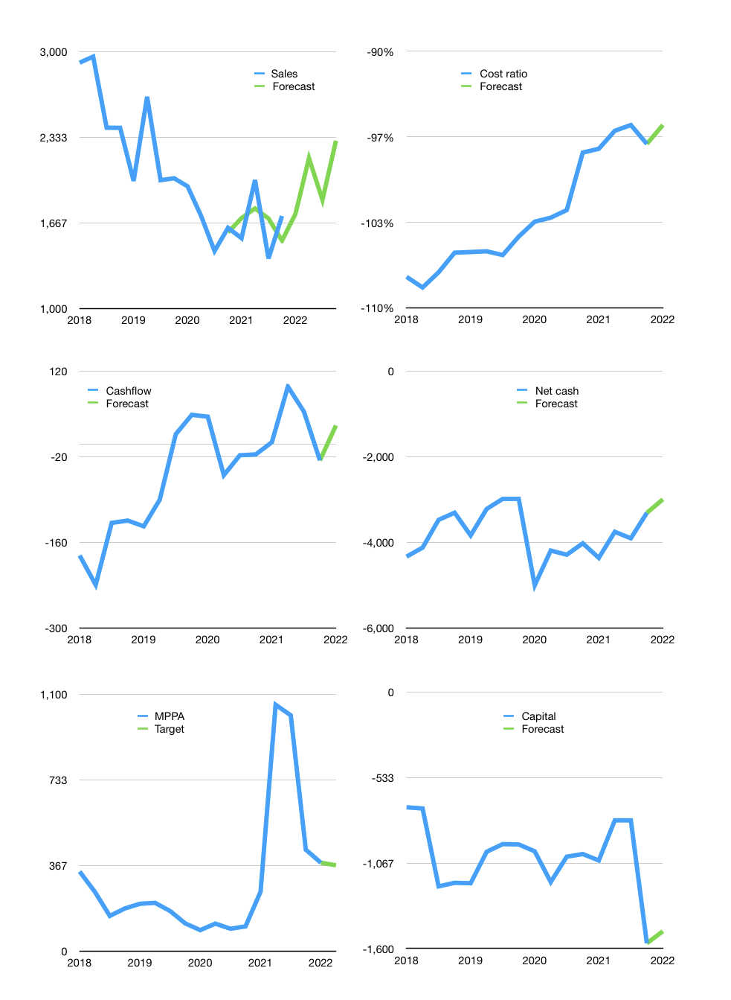 3,000
Sales
Forecast
2,333
1,667
1,000
2018 2019 2020 2021 2022
-90%
Cost ratio
Forecast
-97%
-103%
-110%
2018 2019 2020 2021 2022
120
Cashflow
Forecast
-20
-160
-300
2018 2019 2020 2021 2022
0
Net cash
Forecast
-2,000
-4,000
-6,000
2018 2019 2020 2021 2022
1,100
MPPA
Target
733
367
0
2018 2019 2020 2021 2022
0
Capital
Forecast
-533
-1,067
-1,600
2018 2019 2020 2021 2022